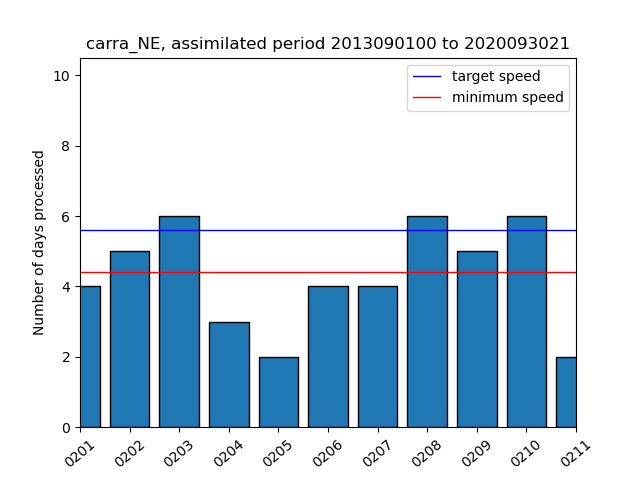 carra_NE, assimilated period 2013090100 to 2020093021
target speed
minimum speed
Number of days processed
10
8
6
4
2
0
0201 0202 0203 0204 0205 0206 0207 0208 0209 0210 0211